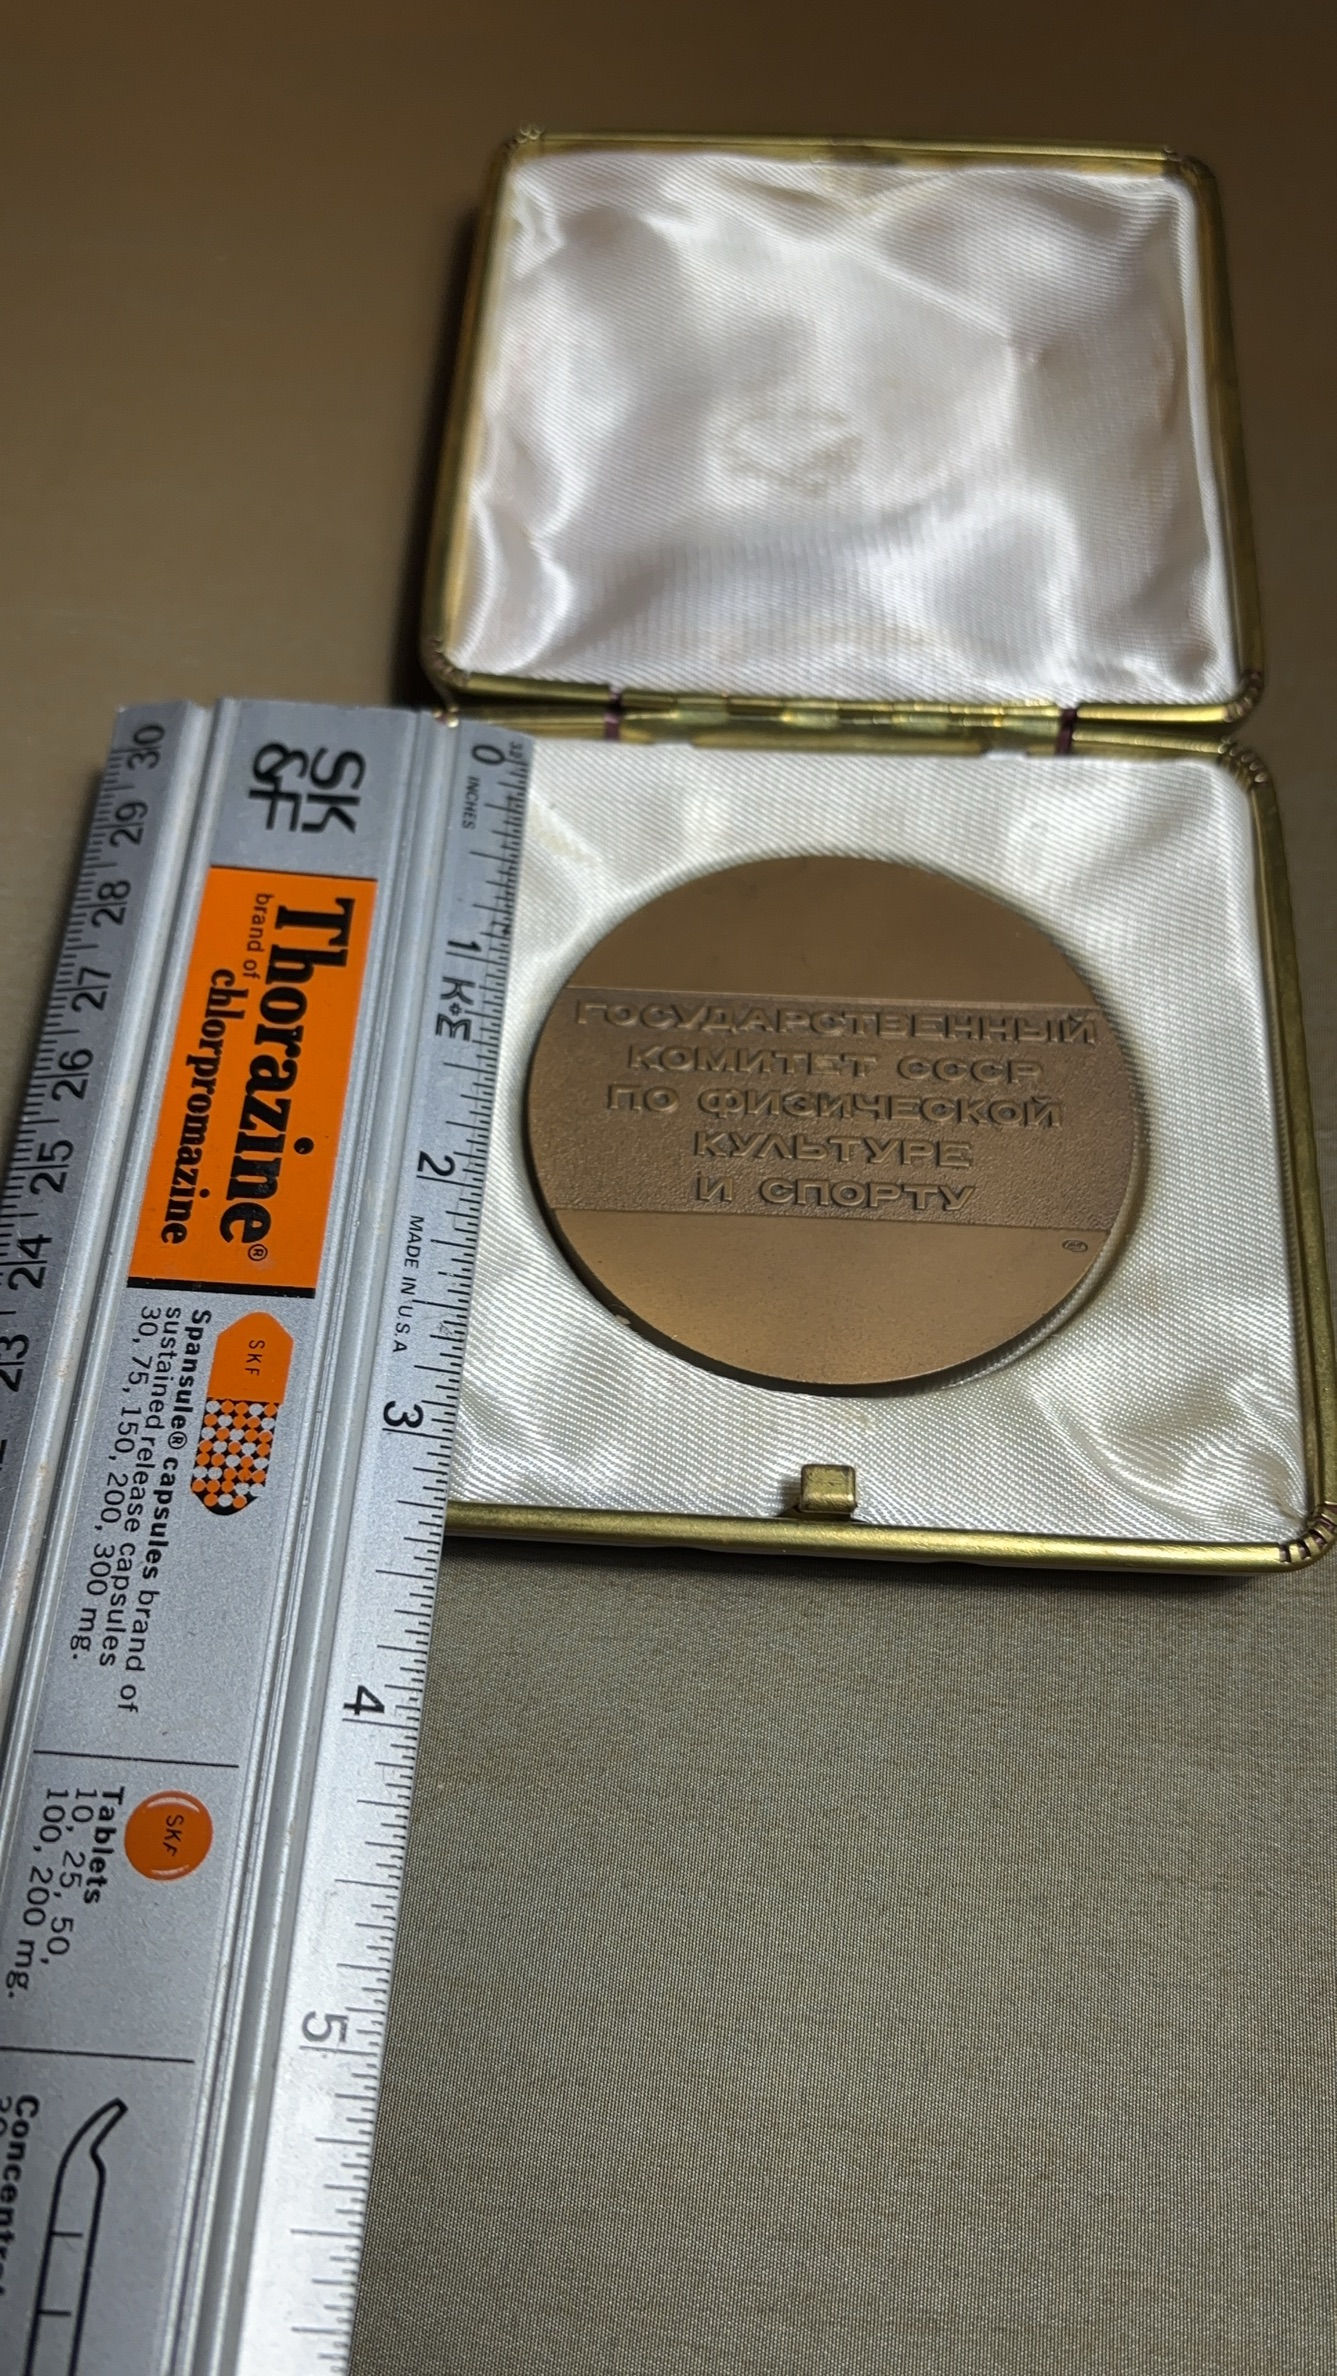 ГОСУДАРСТВЕННЫЙ
КОМИТЕТ СССР
ПО ФИЗИЧЕСКОЙ
КУЛЬТУРЕ
И СПОРТУ
SK
&F
Thorazine®
brand of
chlorpromazine
SKF
Spansule® capsules brand of
sustained release capsules
30, 75, 150, 200, 300 mg.
SKF
Tablets
10, 25, 50,
100, 200 mg.
0 1 2 3 4 5
32
INCHES
K+E
MADE IN U.S.A
30 29 28 27 26 25 24 23